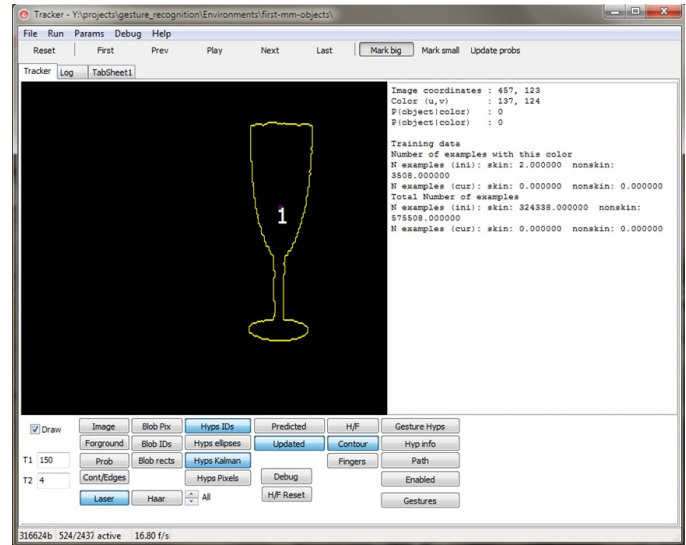 Tracker - Y:\projects\gesture_recognition\Environments\first-mm-objects\
File Run Params Debug Help
Reset First Prev Play Next Last Mark big Mark small Update probs
Tracker Log TabSheet1
Image coordinates : 457, 123
Color (u,v) : 137, 124
P(object|color) : 0
P(object|color) : 0
Training data
Number of examples with this color
N examples (ini): skin: 2.000000 nonskin:
3508.000000
N examples (cur): skin: 0.000000 nonskin: 0.000000
Total Number of examples
N examples (ini): skin: 324338.000000 nonskin:
575508.000000
N examples (cur): skin: 0.000000 nonskin: 0.000000
1
Draw Image Blob Pix Hyps IDs Predicted H/F Gesture Hyps
Forground Blob IDs Hyps ellipses Updated Contour Hyp info
T1 150 Prob Blob rects Hyps Kalman Fingers Path
T2 4 Cont/Edges Hyps Pixels Debug Enabled
Laser Haar All H/F Reset Gestures
316624b 524/2437 active 16.80 f/s